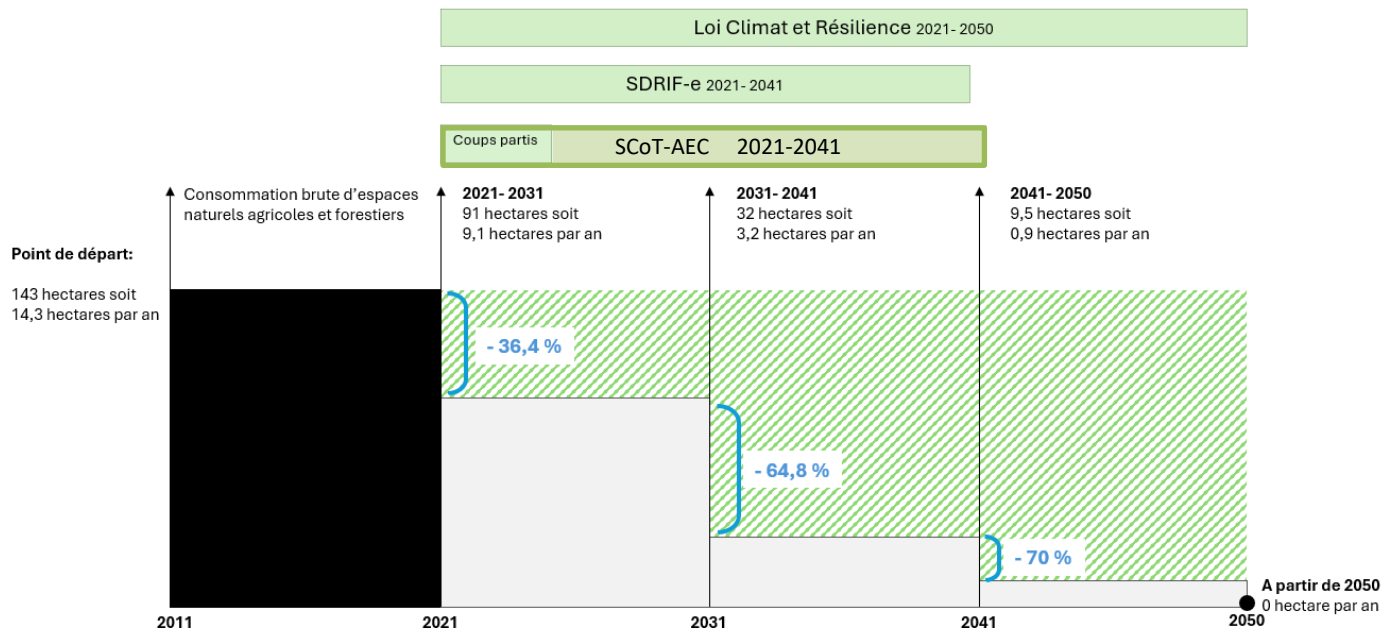 Loi Climat et Résilience 2021- 2050
SDRIF-e 2021- 2041
Coups partis
SCoT-AEC 2021-2041
Consommation brute d'espaces
naturels agricoles et forestiers
2021- 2031
91 hectares soit
9,1 hectares par an
2031- 2041
32 hectares soit
3,2 hectares par an
2041- 2050
9,5 hectares soit
0,9 hectares par an
Point de départ:
143 hectares soit
14,3 hectares par an
- 36,4 %
- 64,8 %
- 70 %
A partir de 2050
0 hectare par an
2011
2021
2031
2041
2050